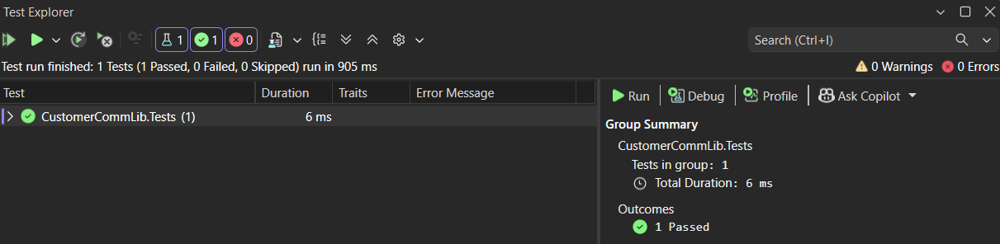 Test Explorer
1 1 0
Search (Ctrl+I)
Test run finished: 1 Tests (1 Passed, 0 Failed, 0 Skipped) run in 905 ms
0 Warnings
0 Errors
Test Duration Traits Error Message
CustomerCommLib.Tests (1) 6 ms
Run Debug Profile Ask Copilot
Group Summary
CustomerCommLib.Tests
Tests in group: 1
Total Duration: 6 ms
Outcomes
1 Passed